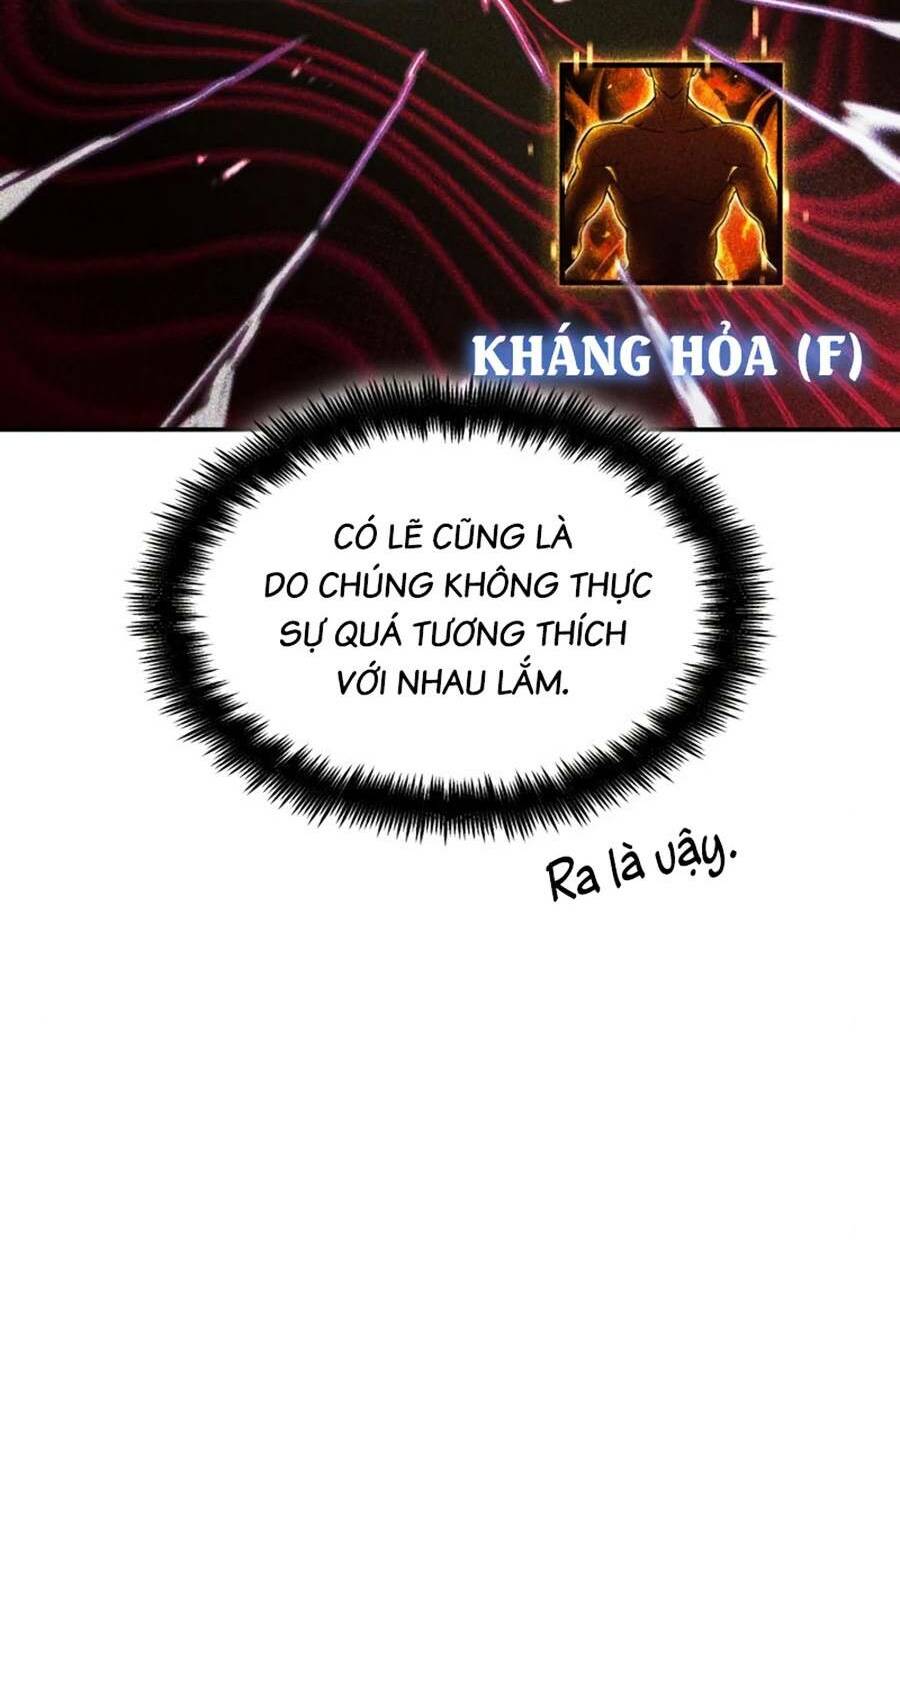 KHÁNG HỎA (F)
CÓ LẼ CŨNG LÀ
DO CHÚNG KHÔNG THỰC
SỰ QUÁ TƯƠNG THÍCH
VỚI NHAU LẮM.
Ra là vậy.